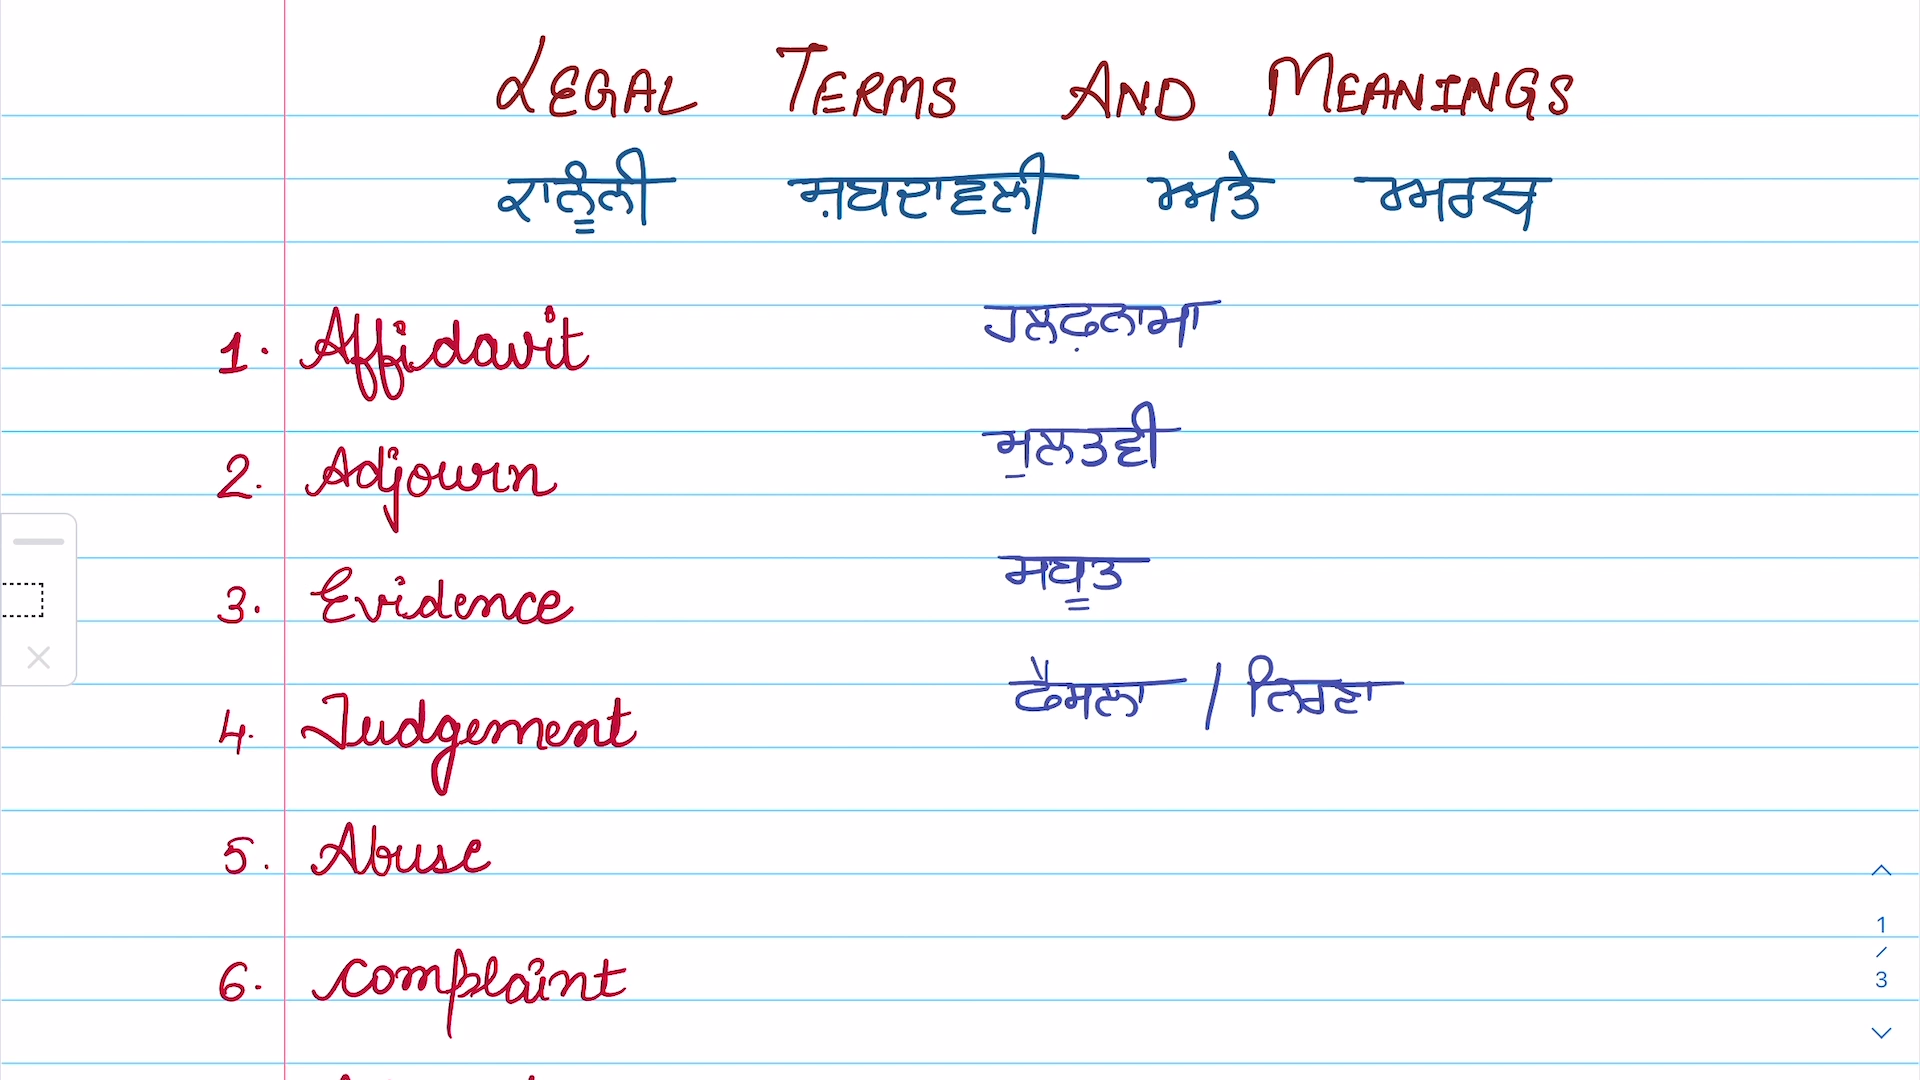 LEGAL TERMS AND MEANINGS
ਕਾਨੂੰਨੀ ਸ਼ਬਦਾਵਲੀ ਅਤੇ ਅਰਥ
1. Affidavit ਹਲਫ਼ਨਾਮਾ
2. Adjourn ਮੁਲਤਵੀ
3. Evidence ਸਬੂਤ
4. Judgement ਫੈਸਲਾ / ਨਿਰਣਾ
5. Abuse
6. Complaint
1
/
3